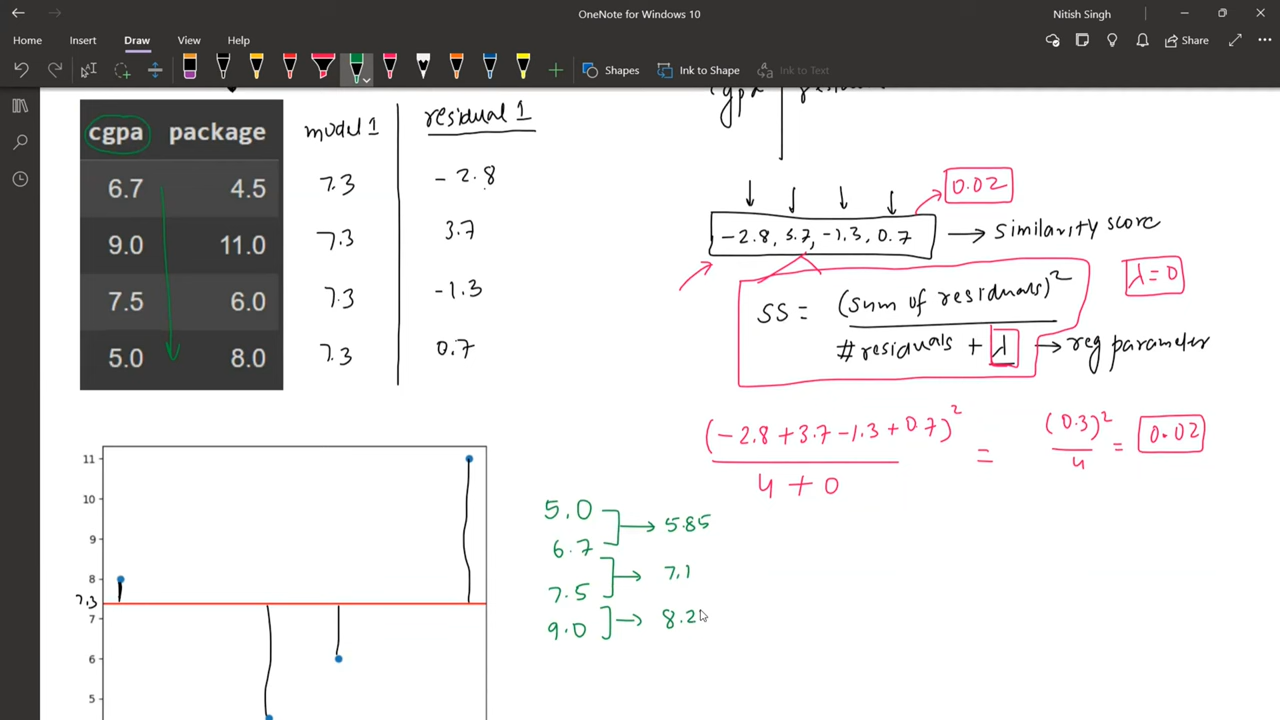 OneNote for Windows 10
Nitish Singh
Home Insert Draw View Help
Share
Shapes
Ink to Shape
Ink to Text
cgpa package
6.7 4.5
9.0 11.0
7.5 6.0
5.0 8.0
model 1 residual 1
7.3 -2.8
7.3 3.7
7.3 -1.3
7.3 0.7
cgpa
0.02
-2.8, 3.7, -1.3, 0.7 → Similarity score
λ=0
SS = (sum of residuals)²
#residuals + λ → reg parameter
(-2.8 +3.7 -1.3 +0.7)² = (0.3)² = 0.02
4 + 0 4
11
10
9
8
7.3
7
6
5
5.0
6.7 → 5.85
7.5 → 7.1
9.0 → 8.2